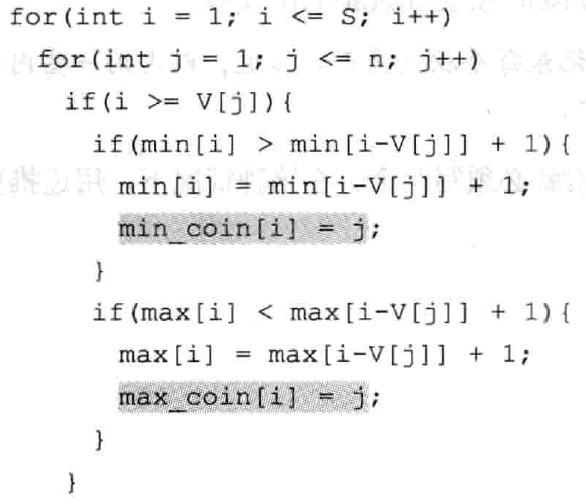 for(int i = 1; i <= S; i++)
  for(int j = 1; j <= n; j++)
    if(i >= V[j]){
      if(min[i] > min[i-V[j]] + 1){
        min[i] = min[i-V[j]] + 1;
        min_coin[i] = j;
      }
      if(max[i] < max[i-V[j]] + 1){
        max[i] = max[i-V[j]] + 1;
        max_coin[i] = j;
      }
    }